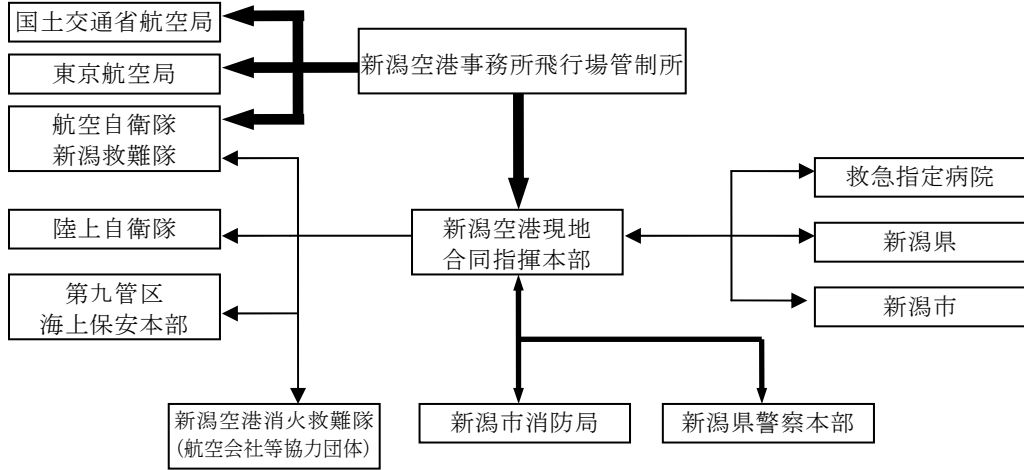 国土交通省航空局
東京航空局
航空自衛隊
新潟救難隊
陸上自衛隊
第九管区
海上保安本部
新潟空港事務所飛行場管制所
新潟空港現地
合同指揮本部
救急指定病院
新潟県
新潟市
新潟空港消火救難隊
(航空会社等協力団体)
新潟市消防局
新潟県警察本部